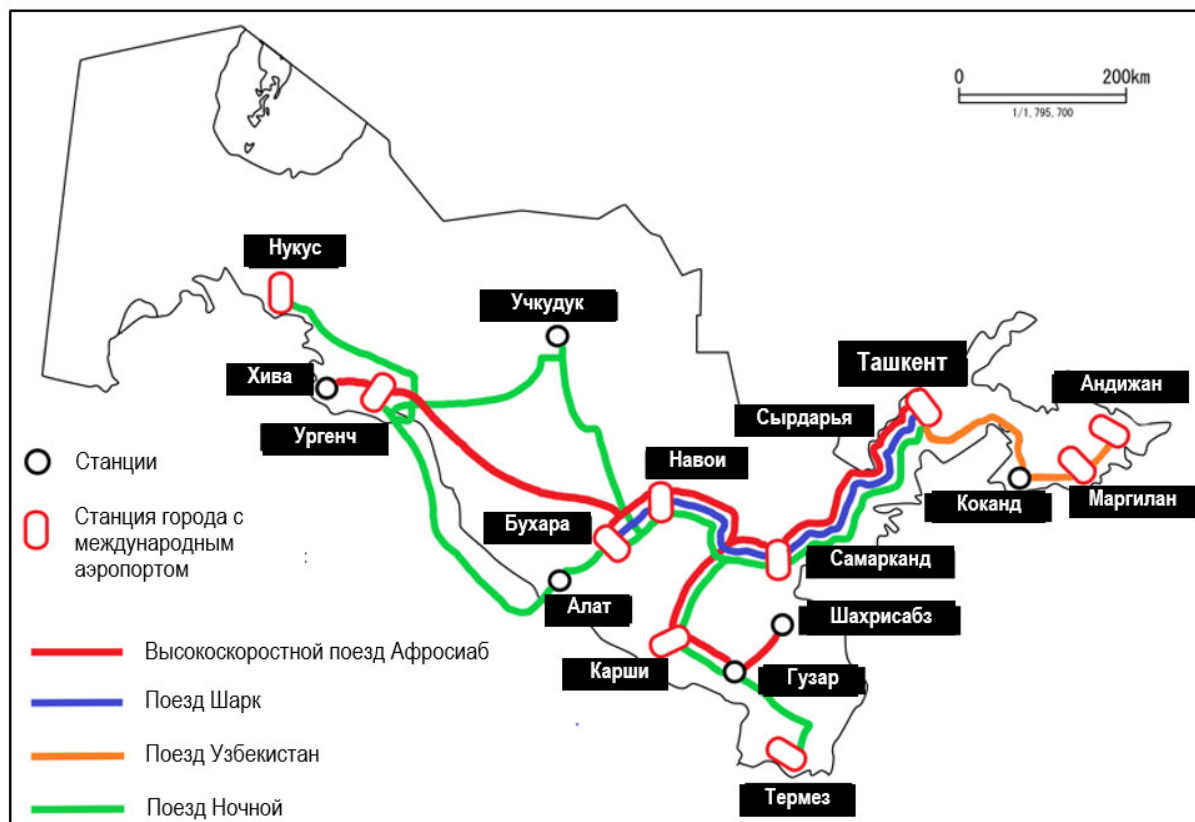 0 200km
1/1,795,700
Нукус
Учкудук
Ташкент
Андижан
Хива
Сырдарья
Ургенч
Навои
Маргилан
Коканд
Станции
Бухара
Станция города с
международным
аэропортом
:
Самарканд
Алат
Шахрисабз
Карши
Гузар
Термез
Высокоскоростной поезд Афросиаб
Поезд Шарк
Поезд Узбекистан
Поезд Ночной